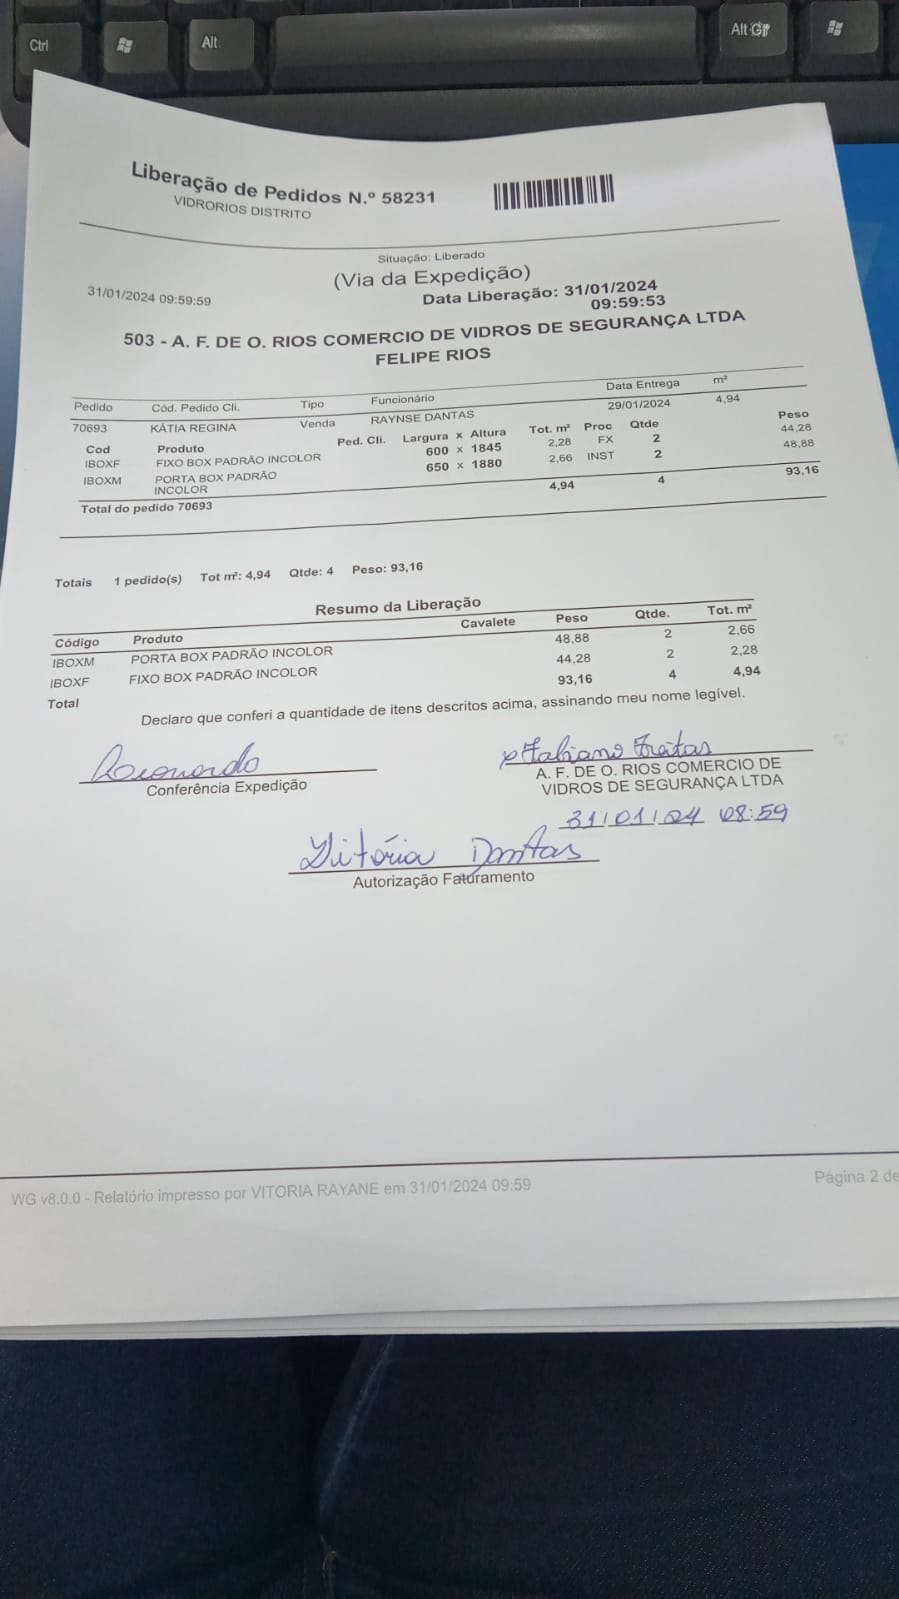 Ctrl
Alt
Alt Gr
Liberação de Pedidos N.º 58231
VIDRORIOS DISTRITO
Situação: Liberado
(Via da Expedição)
31/01/2024 09:59:59
Data Liberação: 31/01/2024
09:59:53
503 - A. F. DE O. RIOS COMERCIO DE VIDROS DE SEGURANÇA LTDA
FELIPE RIOS
Pedido Cód. Pedido Cli. Tipo Funcionário Data Entrega m²
70693 KÁTIA REGINA Venda RAYNSE DANTAS 29/01/2024 4,94
Cod Produto Ped. Cli. Largura x Altura Tot. m² Proc Qtde Peso
IBOXF FIXO BOX PADRÃO INCOLOR 600 x 1845 2,28 FX 2 44,28
IBOXM PORTA BOX PADRÃO 650 x 1880 2,66 INST 2 48,88
INCOLOR
Total do pedido 70693 4,94 4 93,16
Totais 1 pedido(s) Tot m²: 4,94 Qtde: 4 Peso: 93,16
Resumo da Liberação
Código Produto Cavalete Peso Qtde. Tot. m²
IBOXM PORTA BOX PADRÃO INCOLOR 48,88 2 2,66
IBOXF FIXO BOX PADRÃO INCOLOR 44,28 2 2,28
Total 93,16 4 4,94
Declaro que conferi a quantidade de itens descritos acima, assinando meu nome legível.
x Fabiano Freitas
Conferência Expedição
A. F. DE O. RIOS COMERCIO DE
VIDROS DE SEGURANÇA LTDA
31/01/24 08:59
Vitória Dantas
Autorização Faturamento
WG v8.0.0 - Relatório impresso por VITORIA RAYANE em 31/01/2024 09:59
Página 2 de